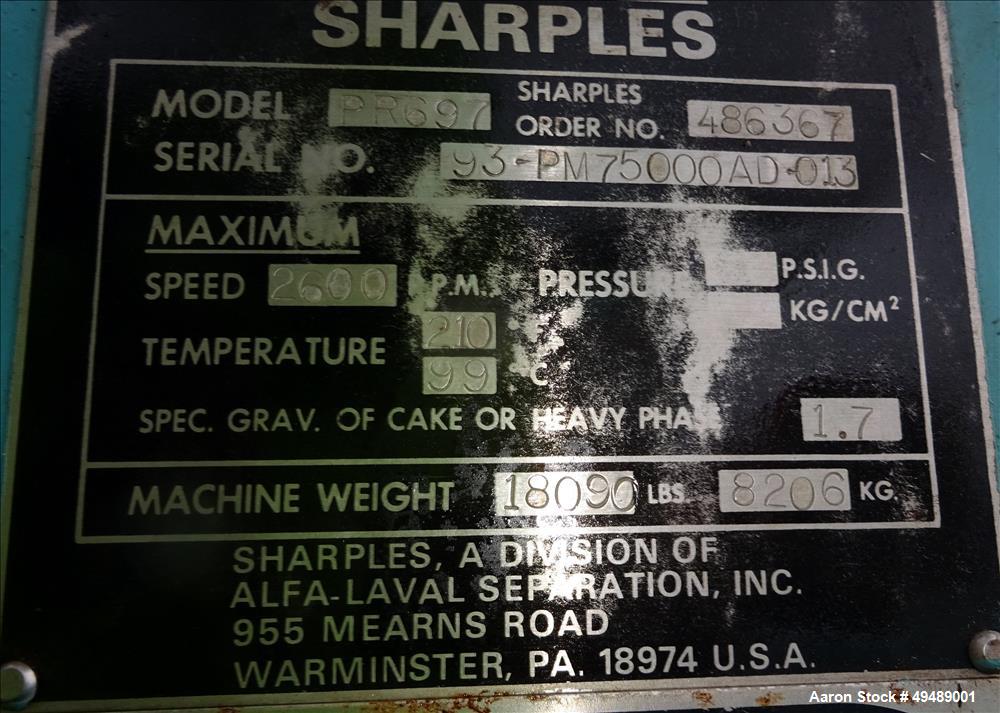 SHARPLES
MODEL PR697 SHARPLES ORDER NO. 486367
SERIAL NO. 93-PM75000AD-013
MAXIMUM
SPEED 2600 R.P.M. PRESSURE P.S.I.G.
KG/CM²
TEMPERATURE 210 °F
99 °C
SPEC. GRAV. OF CAKE OR HEAVY PHASE 1.7
MACHINE WEIGHT 18090 LBS. 8206 KG.
SHARPLES, A DIVISION OF
ALFA-LAVAL SEPARATION, INC.
955 MEARNS ROAD
WARMINSTER, PA. 18974 U.S.A.
Aaron Stock # 49489001